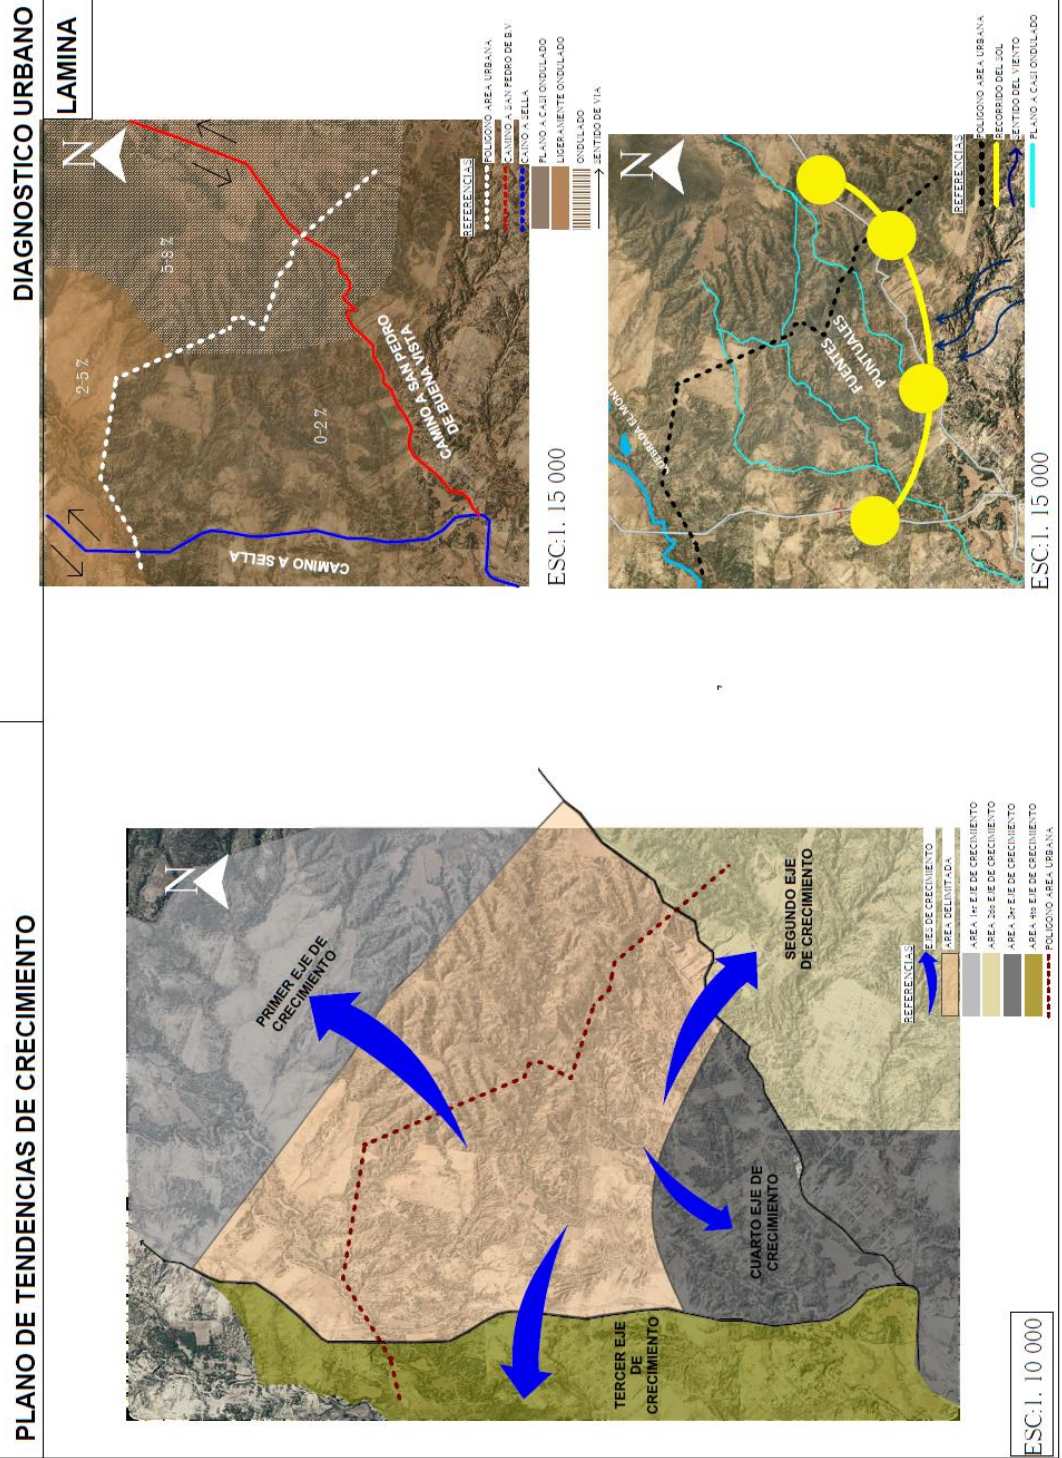 PLANO DE TENDENCIAS DE CRECIMIENTO
DIAGNOSTICO URBANO
LAMINA
N
PRIMER EJE DE
CRECIMIENTO
SEGUNDO EJE
DE CRECIMIENTO
TERCER EJE
DE
CRECIMIENTO
CUARTO EJE DE
CRECIMIENTO
REFERENCIAS
EJES DE CRECIMIENTO
AREA DELIMITADA
AREA 1er EJE DE CRECIMIENTO
AREA 2do EJE DE CRECIMIENTO
AREA 3er EJE DE CRECIMIENTO
AREA 4to EJE DE CRECIMIENTO
POLIGONO AREA URBANA
ESC:1. 10 000
N
2-5%
5-8%
0-2%
CAMINO A SELLA
CAMINO A SAN PEDRO
DE BUENA VISTA
REFERENCIAS
POLIGONO AREA URBANA
CAMINO A SAN PEDRO DE B.V
CAINO A SELLA
PLANO A CASI ONDULADO
LIGERAMENTE ONDULADO
ONDULADO
SENTIDO DE VIA
ESC:1. 15 000
N
UEBRADA EL MONT
FUENTES
PUNTUALES
REFERENCIAS
POLIGONO AREA URBANA
RECORRIDO DEL SOL
SENTIDO DEL VIENTO
PLANO A CASI ONDULADO
ESC:1. 15 000